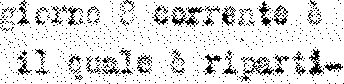 giorno 8 corrente è
il quale è riparti-